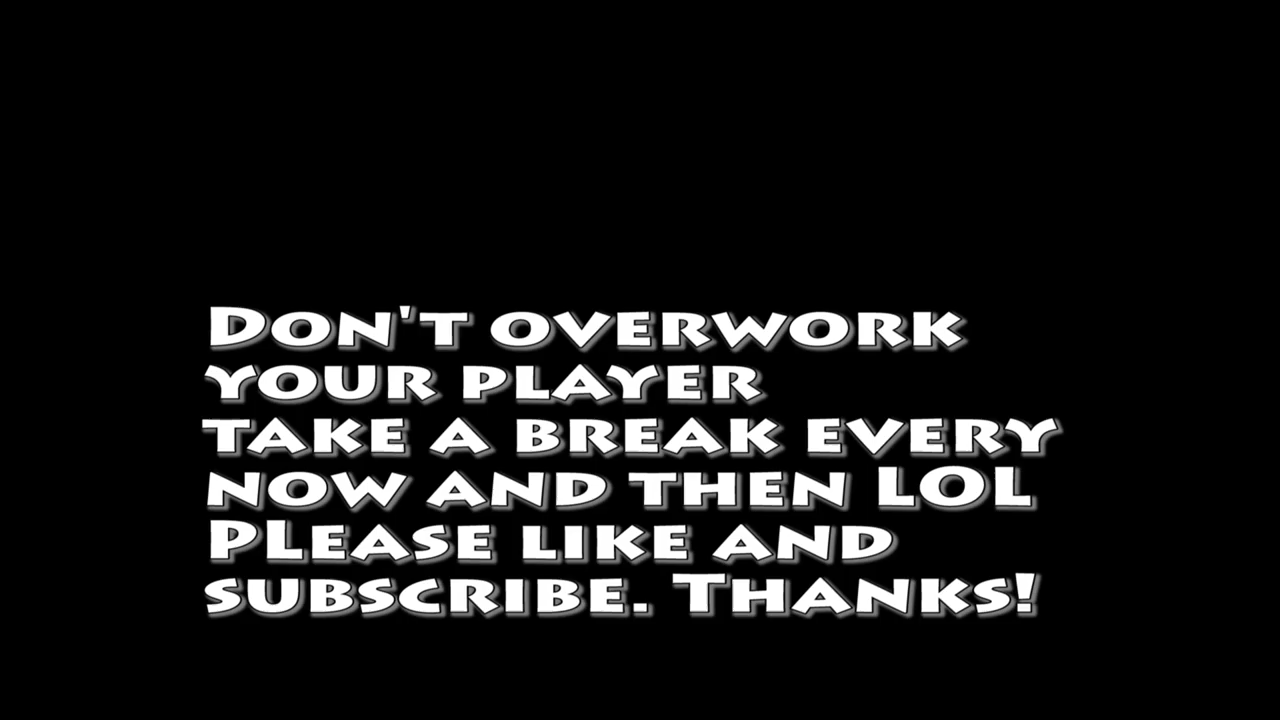 Don't overwork
your player
take a break every
now and then LOL
PLease like and
subscribe. Thanks!